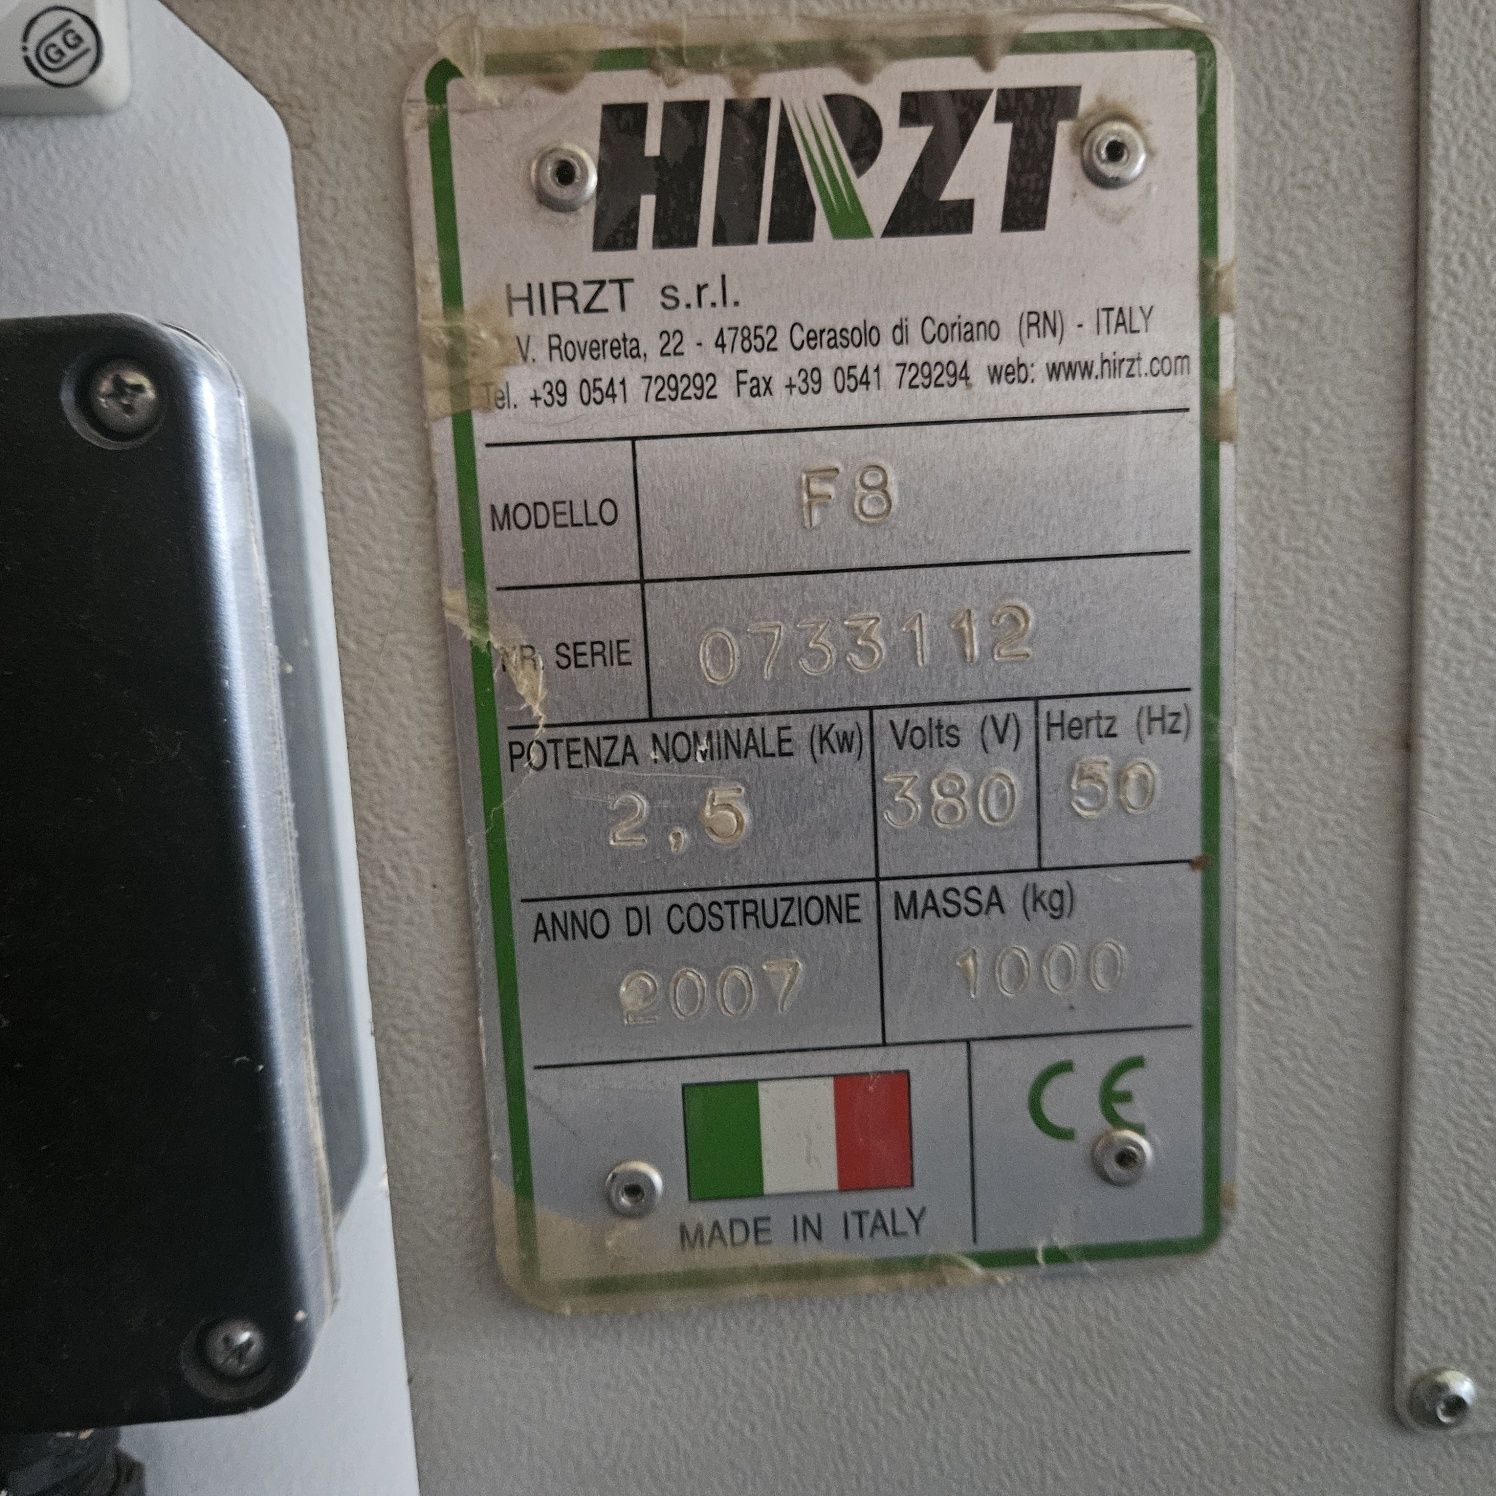 GG
HIRZT
HIRZT s.r.l.
V. Rovereta, 22 - 47852 Cerasolo di Coriano (RN) - ITALY
Tel. +39 0541 729292 Fax +39 0541 729294 web: www.hirzt.com
MODELLO F8
NR. SERIE 0733112
POTENZA NOMINALE (Kw) Volts (V) Hertz (Hz)
2,5 380 50
ANNO DI COSTRUZIONE MASSA (kg)
2007 1000
CE
MADE IN ITALY